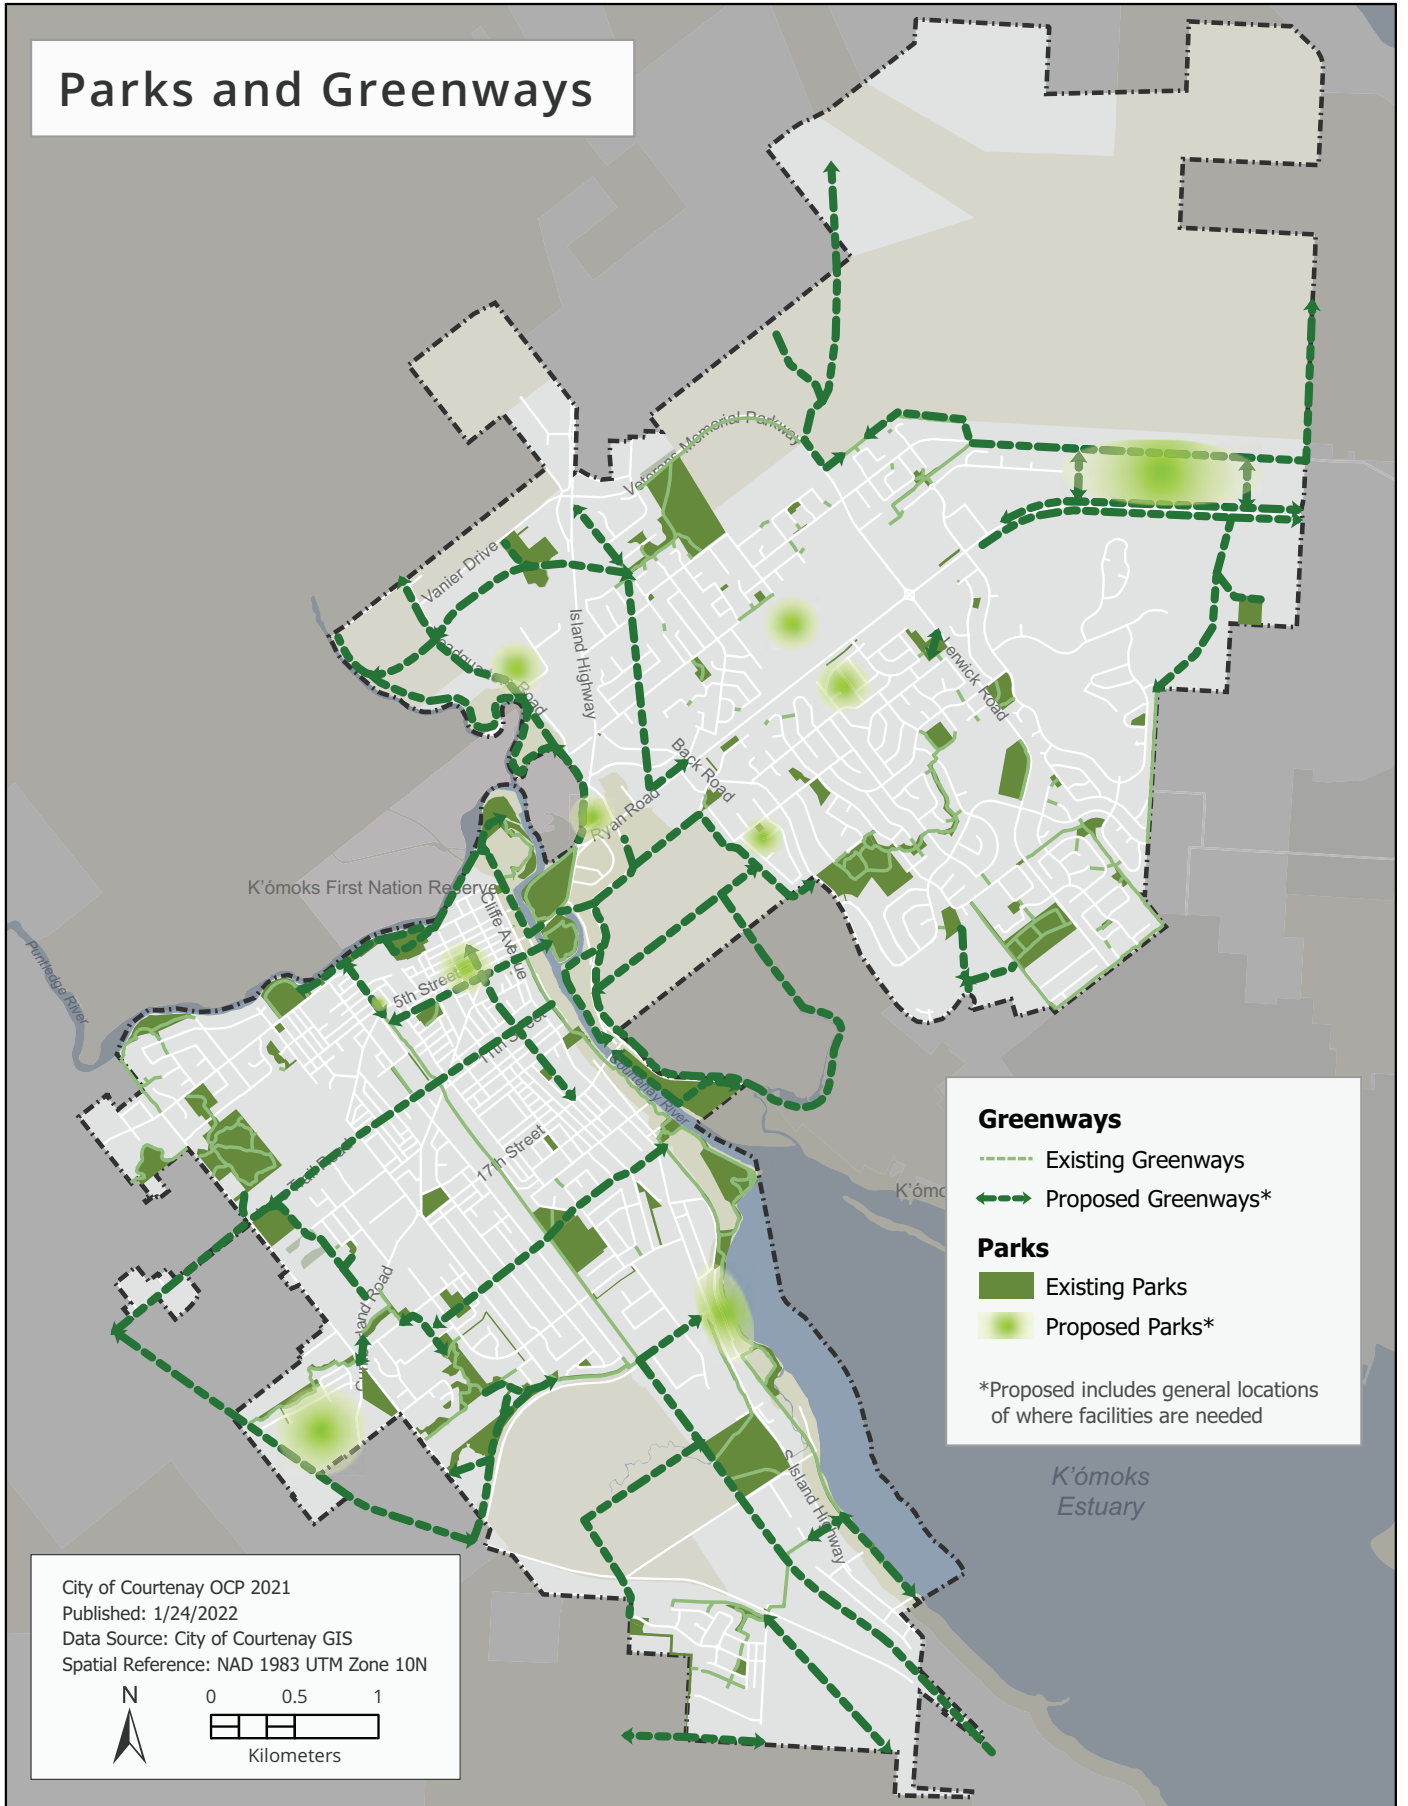 Parks and Greenways
Veterans Memorial Parkway
Vanier Drive
Island Highway
Road
Lerwick Road
Back Road
Ryan Road
K'ómoks First Nation Reserve
Cliffe Avenue
Puntledge River
5th Street
17th Street
Courtenay River
Road
S Island Highway
Greenways
Existing Greenways
Proposed Greenways*
Parks
Existing Parks
Proposed Parks*
*Proposed includes general locations
of where facilities are needed
K'ómoks
Estuary
City of Courtenay OCP 2021
Published: 1/24/2022
Data Source: City of Courtenay GIS
Spatial Reference: NAD 1983 UTM Zone 10N
N
0 0.5 1
Kilometers